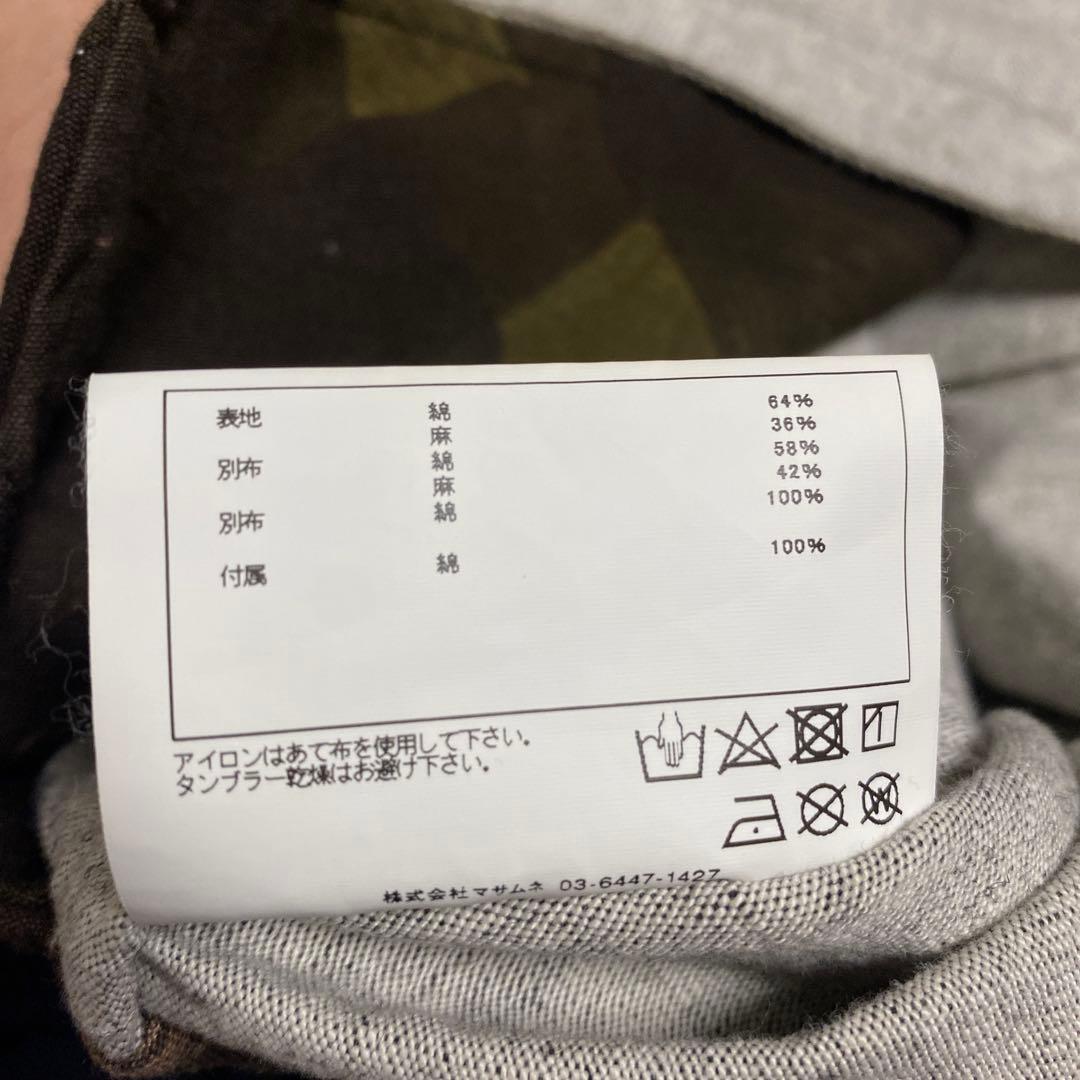 表地 綿 64%
麻 36%
別布 綿 58%
麻 42%
別布 綿 100%
付属 綿 100%
アイロンはあて布を使用して下さい。
タンブラー乾燥はお避け下さい。
W
株式会社マサムネ 03-6447-1427